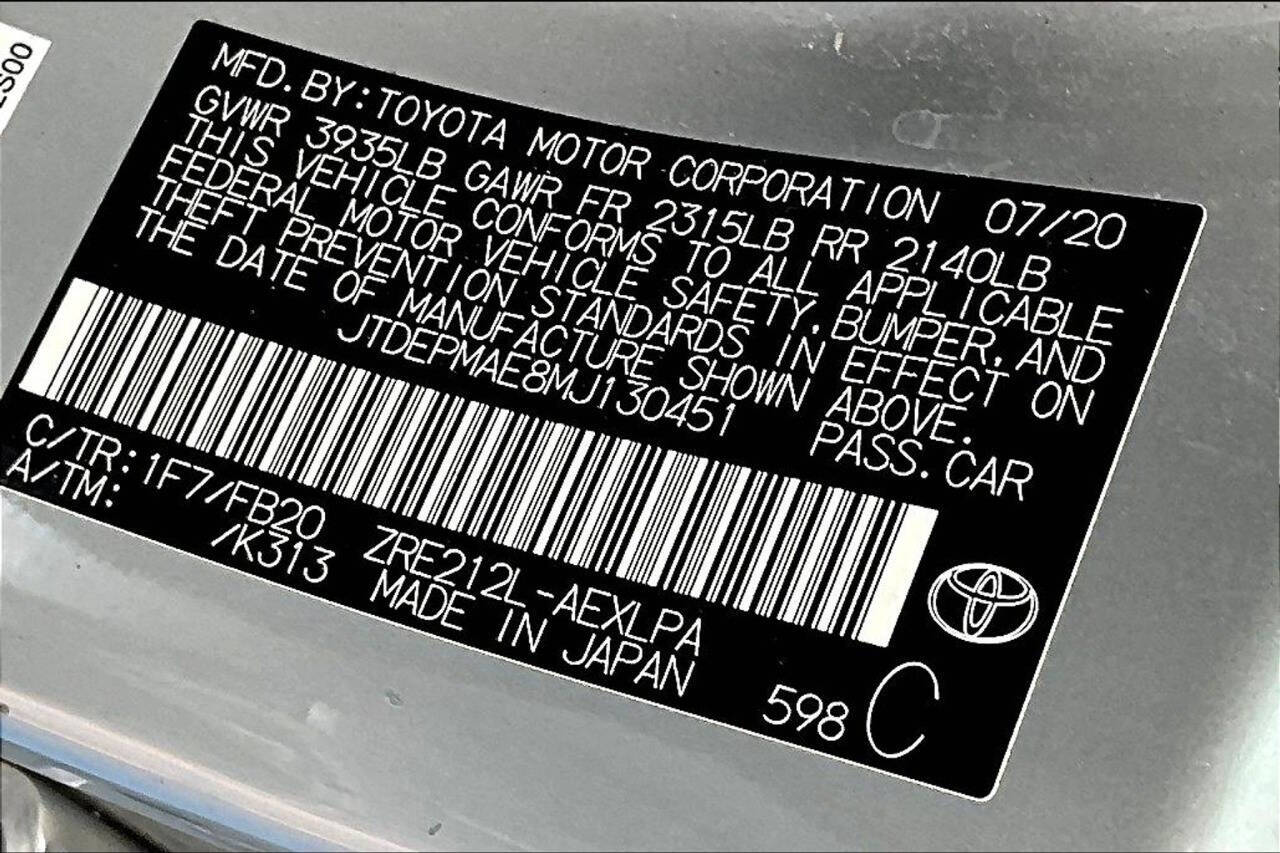 MFD. BY: TOYOTA MOTOR CORPORATION 07/20
GVWR 3935LB GAWR FR 2315LB RR 2140LB
THIS VEHICLE CONFORMS TO ALL APPLICABLE
FEDERAL MOTOR VEHICLE SAFETY, BUMPER, AND
THEFT PREVENTION STANDARDS IN EFFECT ON
THE DATE OF MANUFACTURE SHOWN ABOVE.
JTDEPMAE8MJ130451 PASS. CAR
C/TR: 1F7/FB20 ZRE212L-AEXLPA
A/TM: /K313 MADE IN JAPAN
598 C